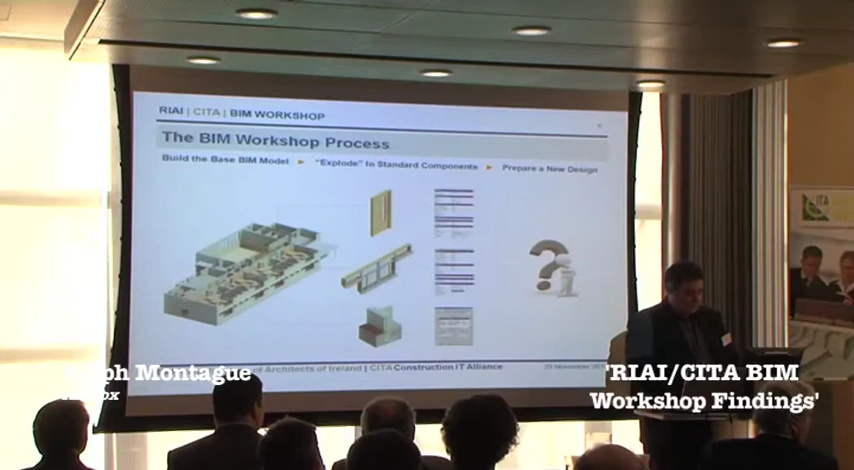 RIAI | CITA | BIM WORKSHOP
The BIM Workshop Process
Build the Base BIM Model ► "Explode" to Standard Components ► Prepare a New Design
of Architects of Ireland | CITA Construction IT Alliance
Montague
'RIAI/CITA BIM
Workshop Findings'